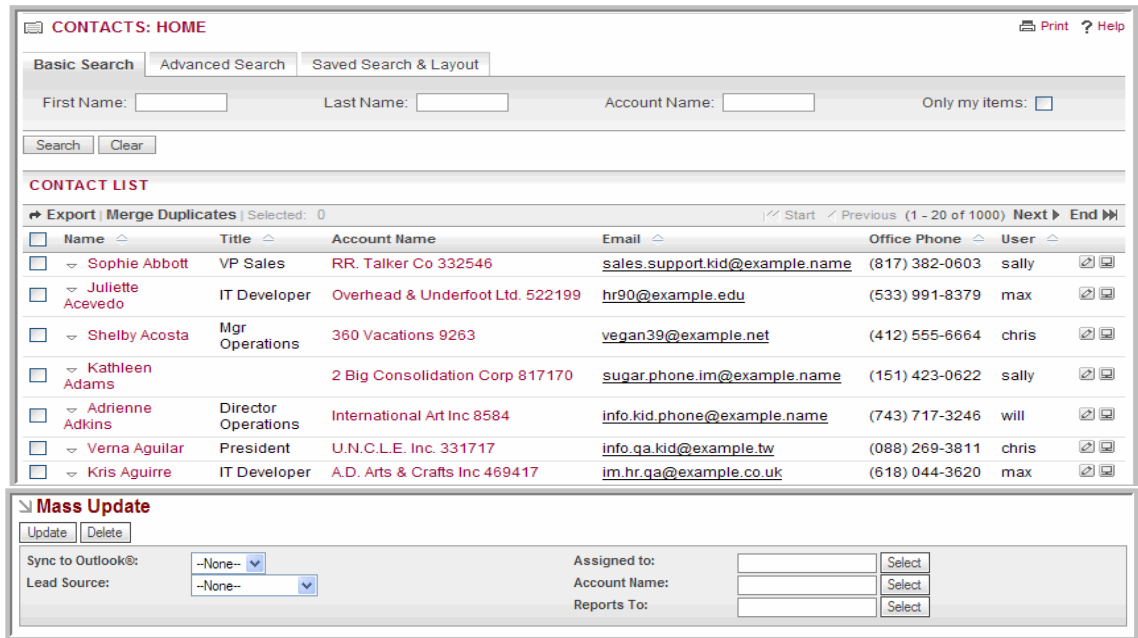 CONTACTS: HOME Print ? Help
Basic Search Advanced Search Saved Search & Layout
First Name: Last Name: Account Name: Only my items:
Search Clear
CONTACT LIST
Export | Merge Duplicates | Selected: 0 Start Previous (1 - 20 of 1000) Next End
Name Title Account Name Email Office Phone User
Sophie Abbott VP Sales RR. Talker Co 332546 sales.support.kid@example.name (817) 382-0603 sally
Juliette
Acevedo IT Developer Overhead & Underfoot Ltd. 522199 hr90@example.edu (533) 991-8379 max
Shelby Acosta Mgr
Operations 360 Vacations 9263 vegan39@example.net (412) 555-6664 chris
Kathleen
Adams 2 Big Consolidation Corp 817170 sugar.phone.im@example.name (151) 423-0622 sally
Adrienne
Adkins Director
Operations International Art Inc 8584 info.kid.phone@example.name (743) 717-3246 will
Verna Aguilar President U.N.C.L.E. Inc. 331717 info.qa.kid@example.tw (088) 269-3811 chris
Kris Aguirre IT Developer A.D. Arts & Crafts Inc 469417 im.hr.qa@example.co.uk (618) 044-3620 max
Mass Update
Update Delete
Sync to Outlook®: --None-- Assigned to: Select
Lead Source: --None-- Account Name: Select
Reports To: Select